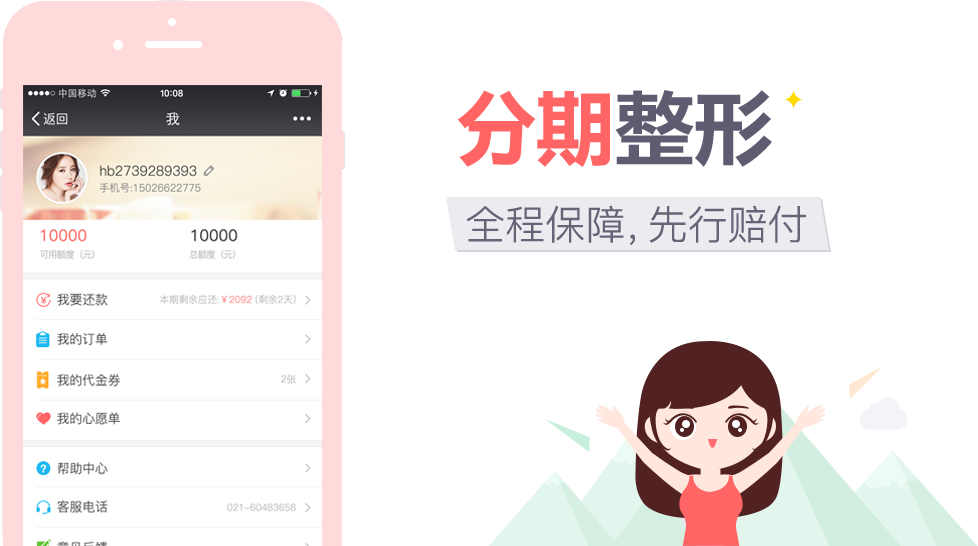 中国移动
10:08
返回
我
hb2739289393
手机号:15026622775
10000
可用额度（元）
10000
总额度（元）
我要还款
本期剩余应还:¥ 2092 (剩余2天)
我的订单
我的代金券
2张
我的心愿单
帮助中心
客服电话
021-60483658
意见反馈
分期整形
全程保障, 先行赔付